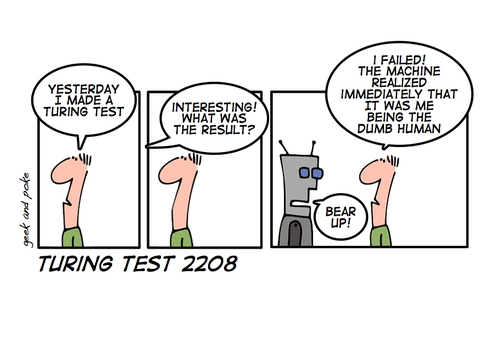 YESTERDAY
I MADE A
TURING TEST
INTERESTING!
WHAT WAS
THE RESULT?
I FAILED!
THE MACHINE
REALIZED
IMMEDIATELY THAT
IT WAS ME
BEING THE
DUMB HUMAN
BEAR
UP!
geek and poke
TURING TEST 2208